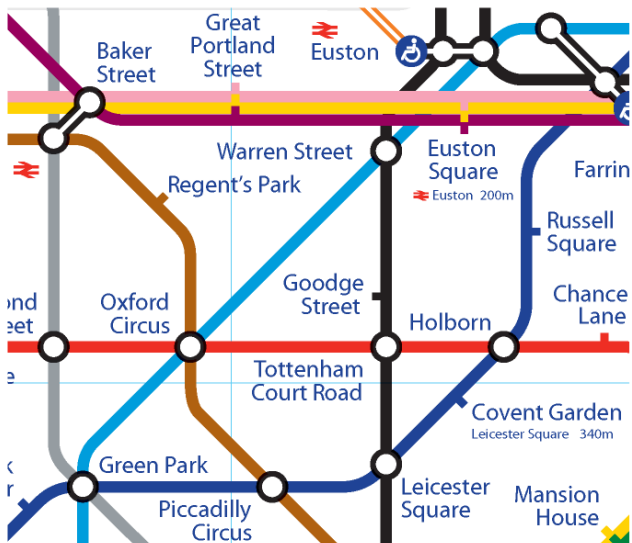 Great
Portland
Street
Baker
Street
Euston
Warren Street
Euston
Square
Euston 200m
Farrin
Regent's Park
Russell
Square
Goodge
Street
Chance
Lane
ond
eet
Oxford
Circus
Holborn
Tottenham
Court Road
e
Covent Garden
Leicester Square 340m
k
r
Green Park
Piccadilly
Circus
Leicester
Square
Mansion
House